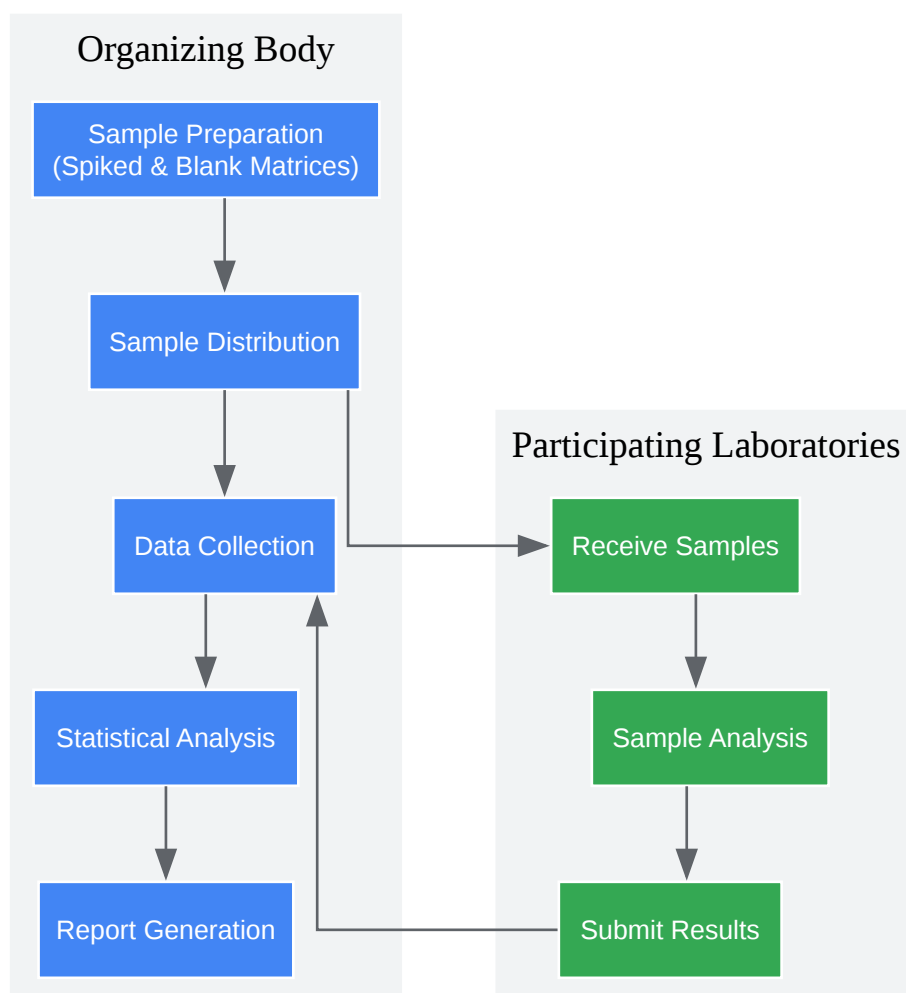 Organizing Body
Sample Preparation
(Spiked & Blank Matrices)
Sample Distribution
Data Collection
Statistical Analysis
Report Generation
Participating Laboratories
Receive Samples
Sample Analysis
Submit Results